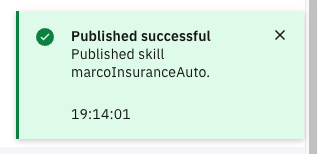 Published successful
Published skill
marcoInsuranceAuto.
19:14:01